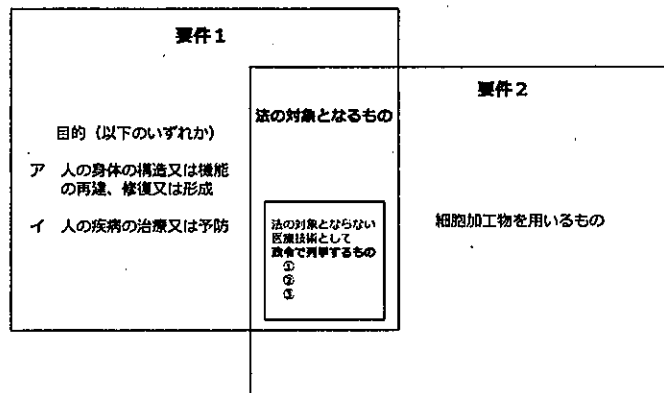 要件1
目的（以下のいずれか）
ア 人の身体の構造又は機能
の再建、修復又は形成
イ 人の疾病の治療又は予防
法の対象となるもの
法の対象とならない
医療技術として
政令で列挙するもの
①
②
③
要件2
細胞加工物を用いるもの